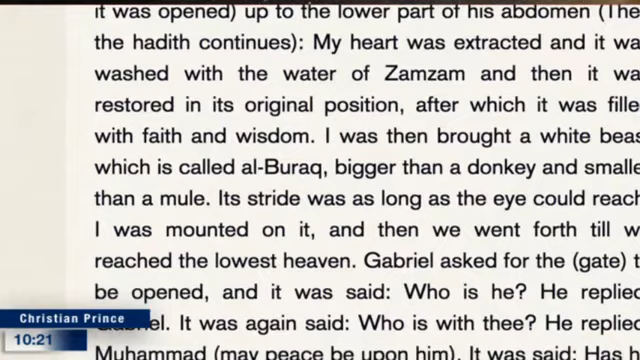 it was opened) up to the lower part of his abdomen (The
the hadith continues): My heart was extracted and it wa
washed with the water of Zamzam and then it wa
restored in its original position, after which it was fille
with faith and wisdom. I was then brought a white beas
which is called al-Buraq, bigger than a donkey and smalle
than a mule. Its stride was as long as the eye could reach
I was mounted on it, and then we went forth till w
reached the lowest heaven. Gabriel asked for the (gate) t
be opened, and it was said: Who is he? He replied
Gabriel. It was again said: Who is with thee? He replied
Muhammad (may peace be upon him). It was said: Has h
Christian Prince
10:21